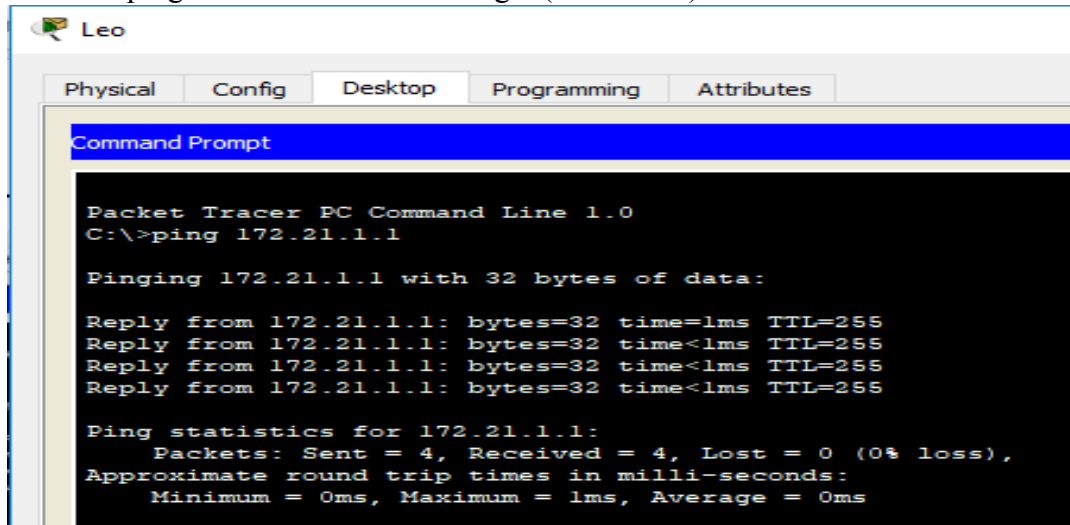 Leo
Physical Config Desktop Programming Attributes
Command Prompt
Packet Tracer PC Command Line 1.0
C:\>ping 172.21.1.1
Pinging 172.21.1.1 with 32 bytes of data:
Reply from 172.21.1.1: bytes=32 time=1ms TTL=255
Reply from 172.21.1.1: bytes=32 time<1ms TTL=255
Reply from 172.21.1.1: bytes=32 time<1ms TTL=255
Reply from 172.21.1.1: bytes=32 time<1ms TTL=255
Ping statistics for 172.21.1.1:
Packets: Sent = 4, Received = 4, Lost = 0 (0% loss),
Approximate round trip times in milli-seconds:
Minimum = 0ms, Maximum = 1ms, Average = 0ms